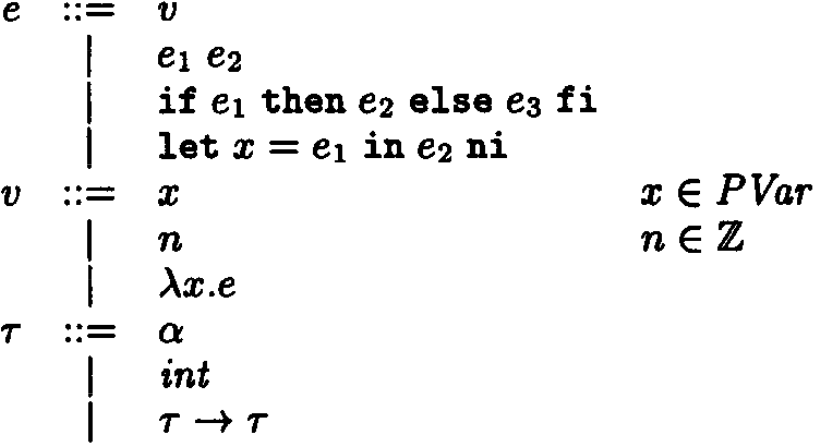 e ::= v
| e₁ e₂
| if e₁ then e₂ else e₃ fi
| let x = e₁ in e₂ ni
v ::= x x ∈ PVar
| n n ∈ ℤ
| λx.e
τ ::= α
| int
| τ → τ